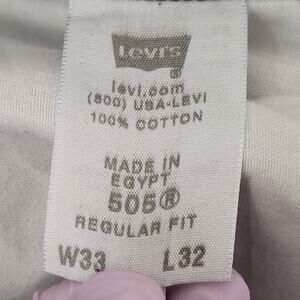 Levi's
®
levi.com
(800) USA-LEVI
100% COTTON
MADE IN
EGYPT
505®
REGULAR FIT
W33 L32